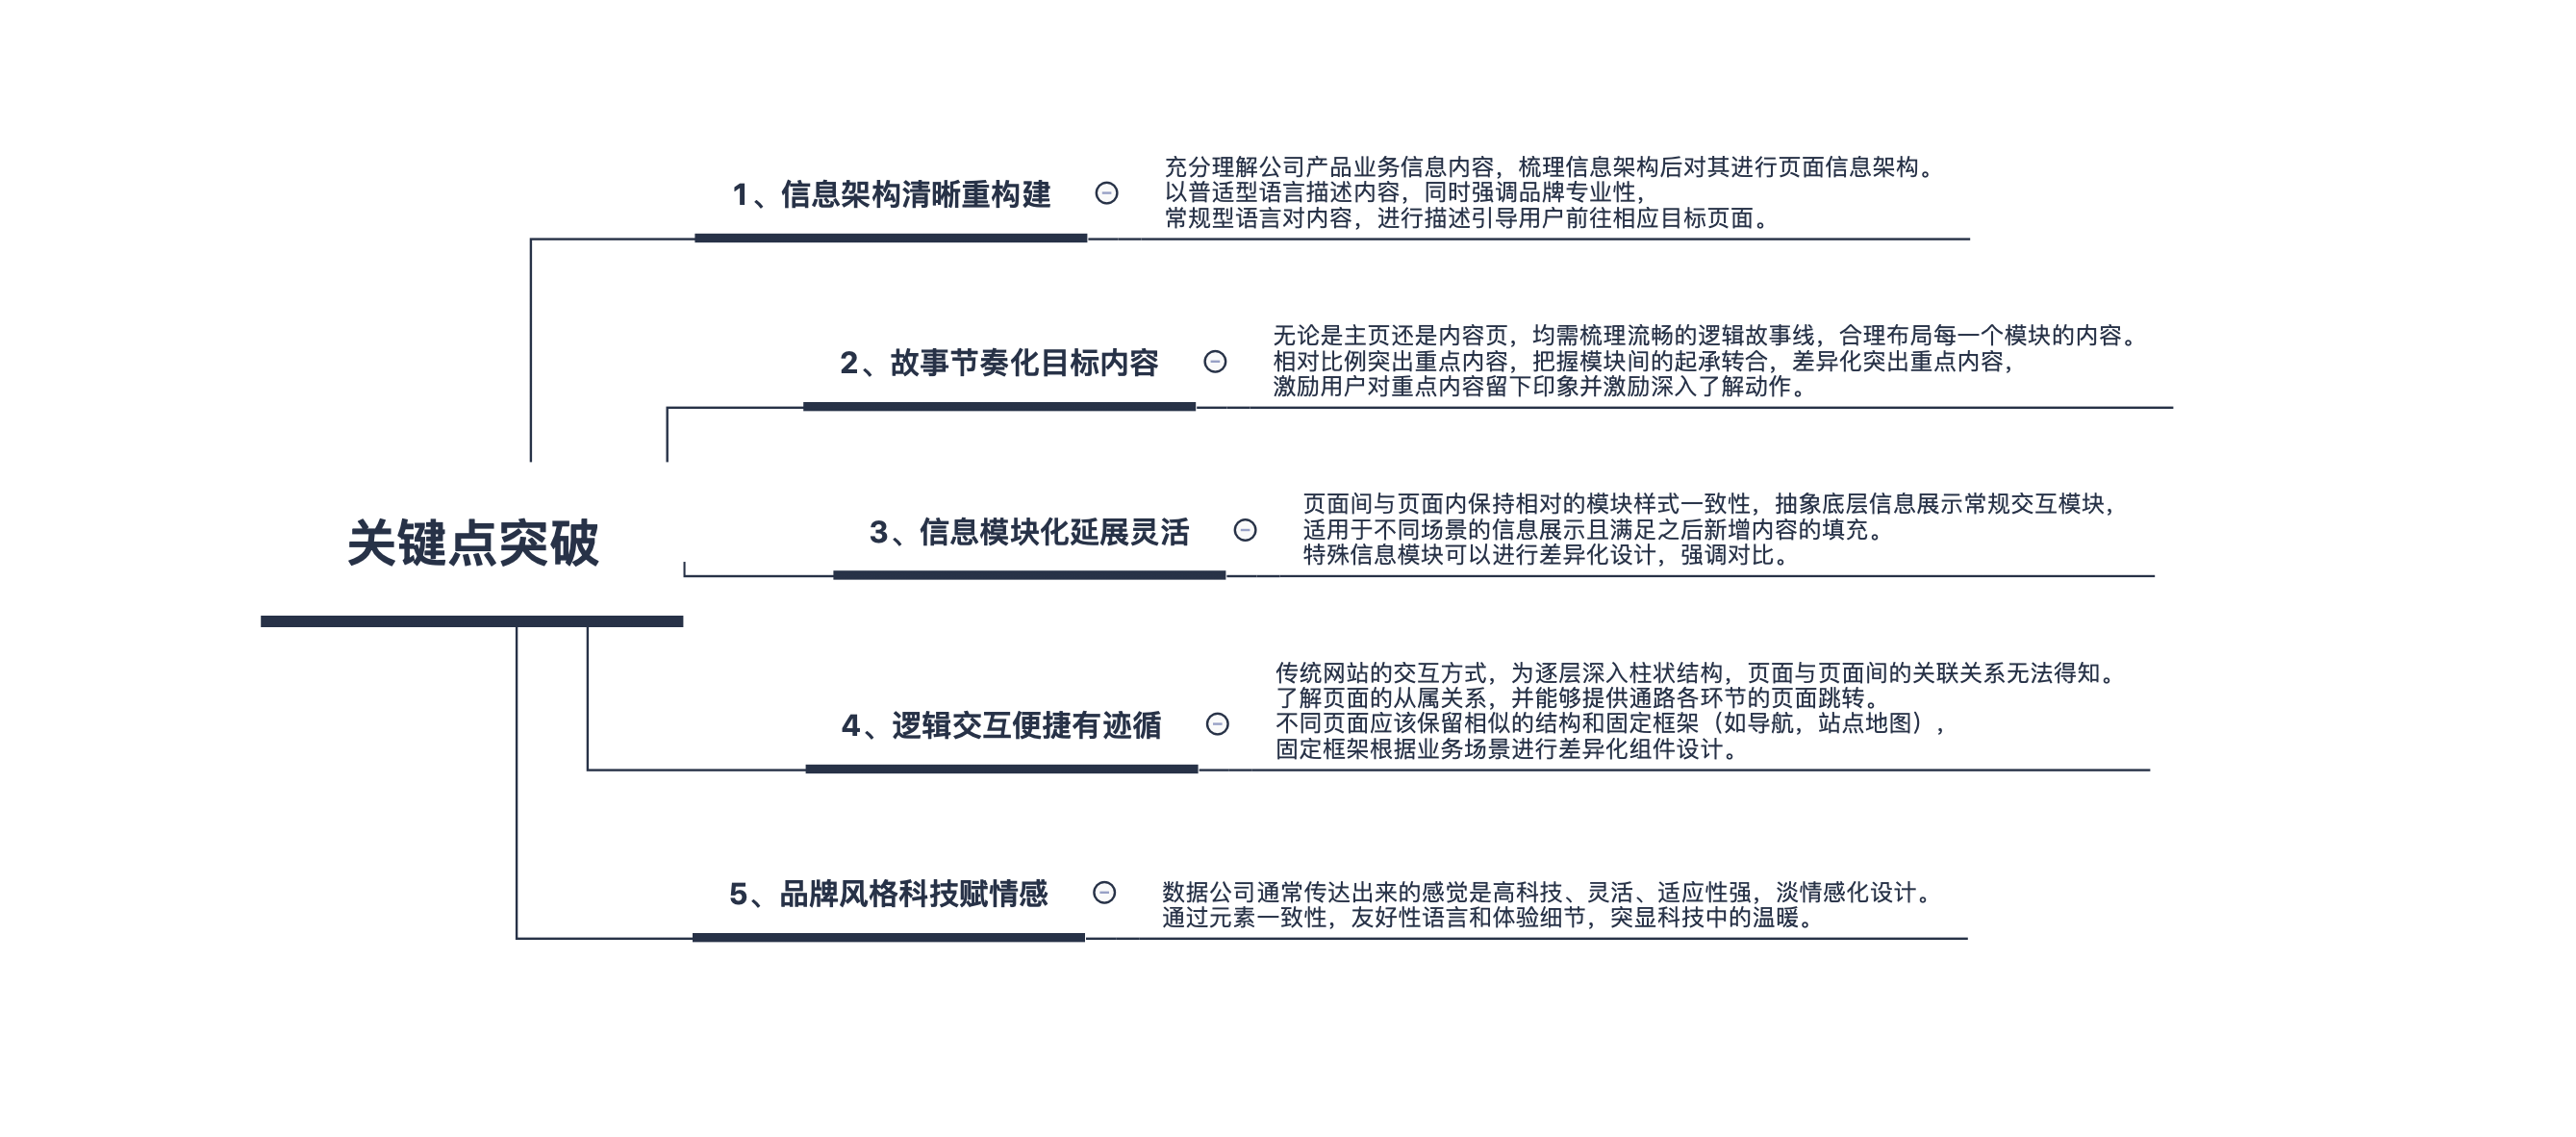 关键点突破
1、信息架构清晰重构建
充分理解公司产品业务信息内容，梳理信息架构后对其进行页面信息架构。
以普适型语言描述内容，同时强调品牌专业性，
常规型语言对内容，进行描述引导用户前往相应目标页面。
2、故事节奏化目标内容
无论是主页还是内容页，均需梳理流畅的逻辑故事线，合理布局每一个模块的内容。
相对比例突出重点内容，把握模块间的起承转合，差异化突出重点内容，
激励用户对重点内容留下印象并激励深入了解动作。
3、信息模块化延展灵活
页面间与页面内保持相对的模块样式一致性，抽象底层信息展示常规交互模块，
适用于不同场景的信息展示且满足之后新增内容的填充。
特殊信息模块可以进行差异化设计，强调对比。
4、逻辑交互便捷有迹循
传统网站的交互方式，为逐层深入柱状结构，页面与页面间的关联关系无法得知。
了解页面的从属关系，并能够提供通路各环节的页面跳转。
不同页面应该保留相似的结构和固定框架（如导航，站点地图），
固定框架根据业务场景进行差异化组件设计。
5、品牌风格科技赋情感
数据公司通常传达出来的感觉是高科技、灵活、适应性强，淡情感化设计。
通过元素一致性，友好性语言和体验细节，突显科技中的温暖。